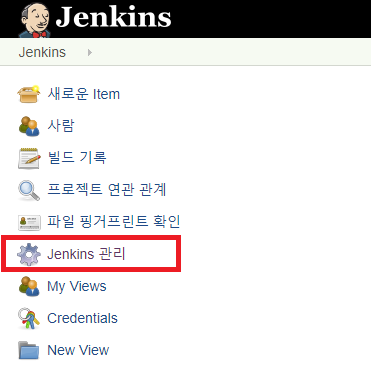 Jenkins
Jenkins
새로운 Item
사람
빌드 기록
프로젝트 연관 관계
파일 핑거프린트 확인
Jenkins 관리
My Views
Credentials
New View